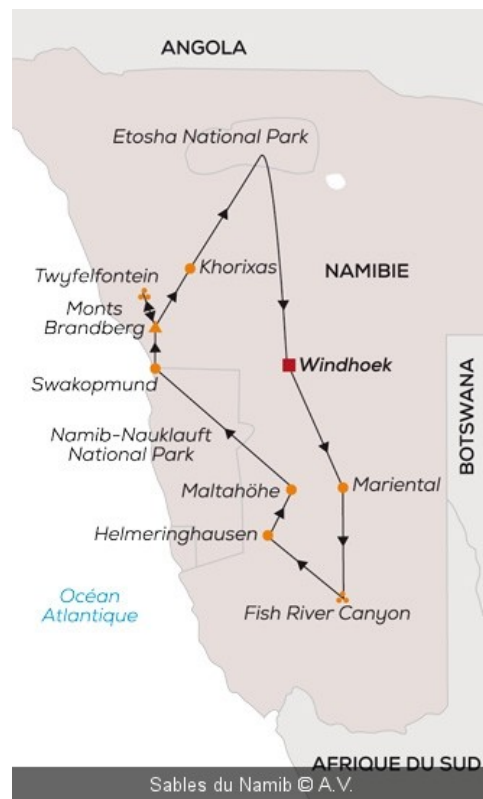 ANGOLA
Etosha National Park
Khorixas
Twyfelfontein
NAMIBIE
Monts
Brandberg
Windhoek
Swakopmund
BOTSWANA
Namib-Nauklauft
National Park
Maltahöhe
Mariental
Helmeringhausen
Océan
Atlantique
Fish River Canyon
AFRIQUE DU SUD
Sables du Namib © A.V.